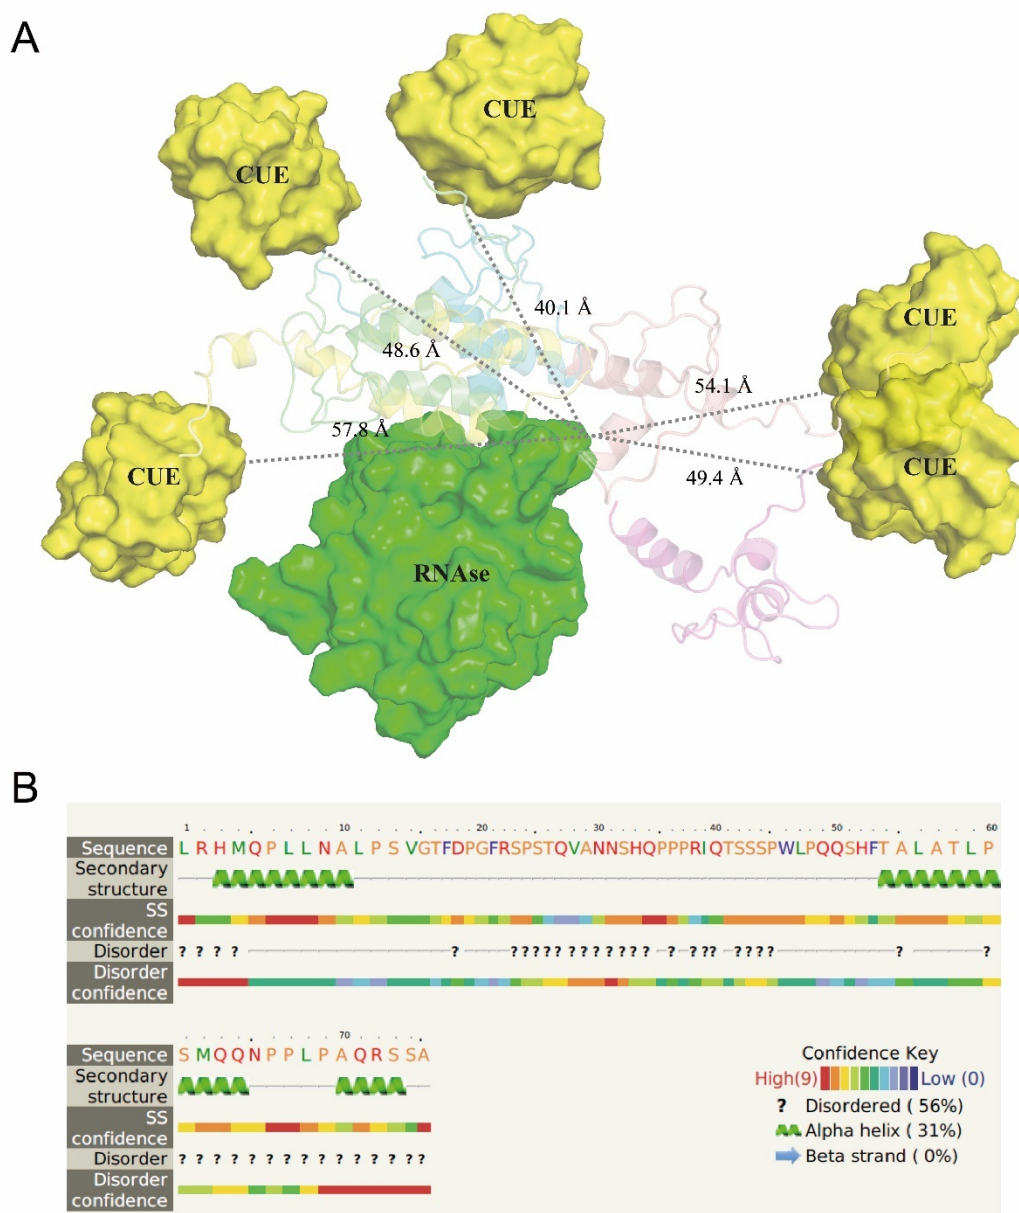 A
CUE
CUE
40.1 Å
CUE
48.6 Å
54.1 Å
57.8 Å
CUE
CUE
49.4 Å
RNAse
B
1 10 20 30 40 50 60
Sequence L R H M Q P L L N A L P S V G T F D P G F R S P S T Q V A N N S H Q P P P R I Q T S S S P W L P Q Q S H F T A L A T L P
Secondary
structure
SS
confidence
Disorder ? ? ? ? ? ? ? ? ? ? ? ? ? ? ? ? ? ? ? ? ? ? ? ? ? ? ?
Disorder
confidence
70
Sequence S M Q Q N P P L P A Q R S S A
Secondary
structure
SS
confidence
Disorder ? ? ? ? ? ? ? ? ? ? ? ? ? ? ?
Disorder
confidence
Confidence Key
High(9) Low (0)
? Disordered ( 56%)
Alpha helix ( 31%)
Beta strand ( 0%)